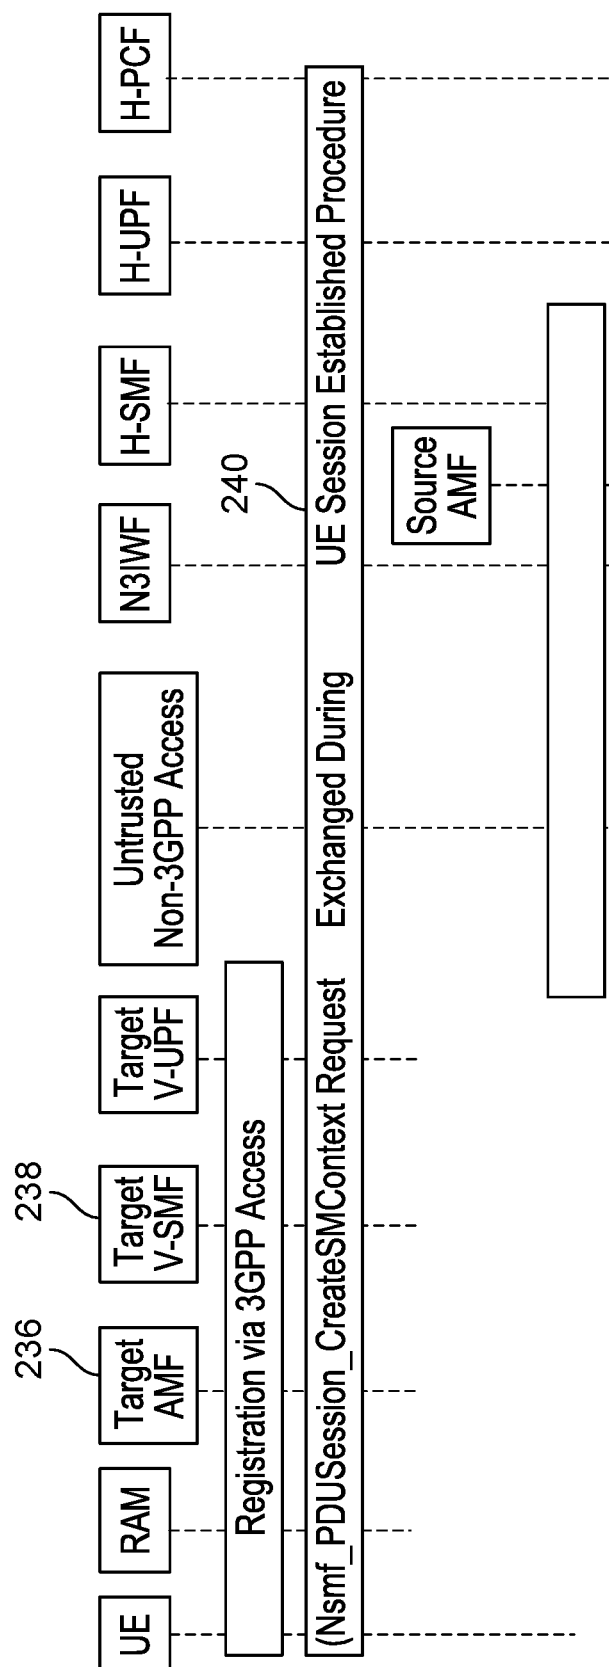 UE
RAM
236
Target
AMF
238
Target
V-SMF
Target
V-UPF
Untrusted
Non-3GPP Access
N3IWF
H-SMF
H-UPF
H-PCF
Registration via 3GPP Access
240
(Nsmf_PDUSession_CreateSMContext Request Exchanged During UE Session Established Procedure
Source
AMF